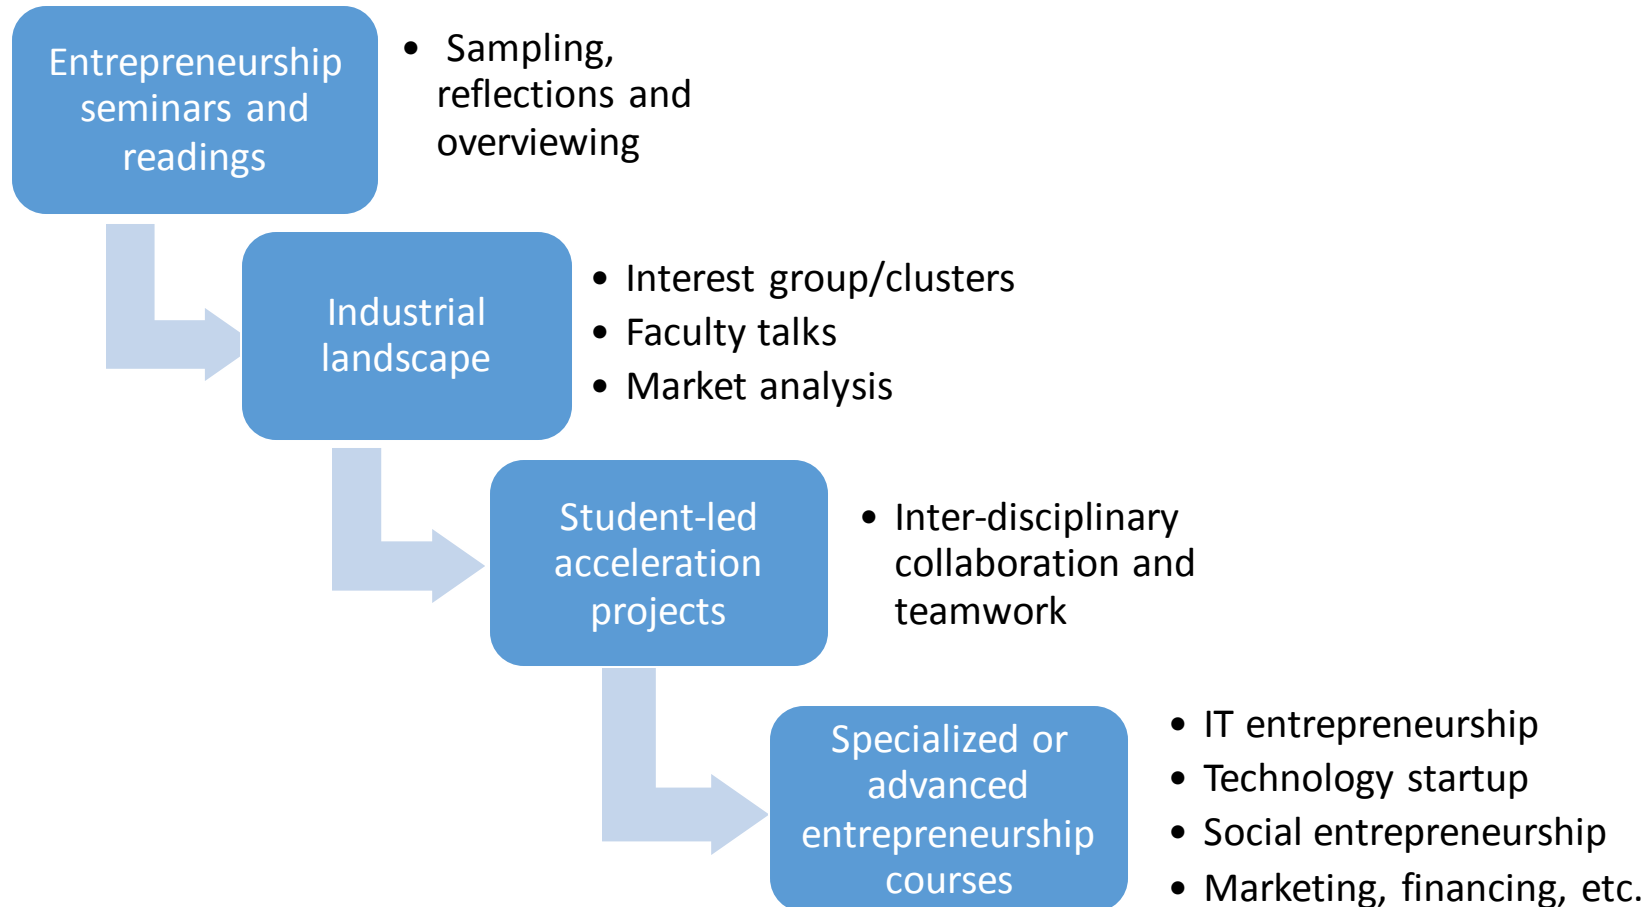 Entrepreneurship
seminars and
readings
• Sampling,
reflections and
overviewing
Industrial
landscape
• Interest group/clusters
• Faculty talks
• Market analysis
Student-led
acceleration
projects
• Inter-disciplinary
collaboration and
teamwork
Specialized or
advanced
entrepreneurship
courses
• IT entrepreneurship
• Technology startup
• Social entrepreneurship
• Marketing, financing, etc.